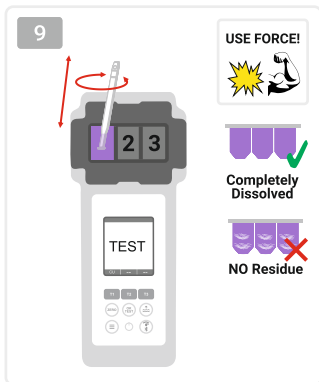 9
USE FORCE!
2 3
Completely
Dissolved
TEST
NO Residue